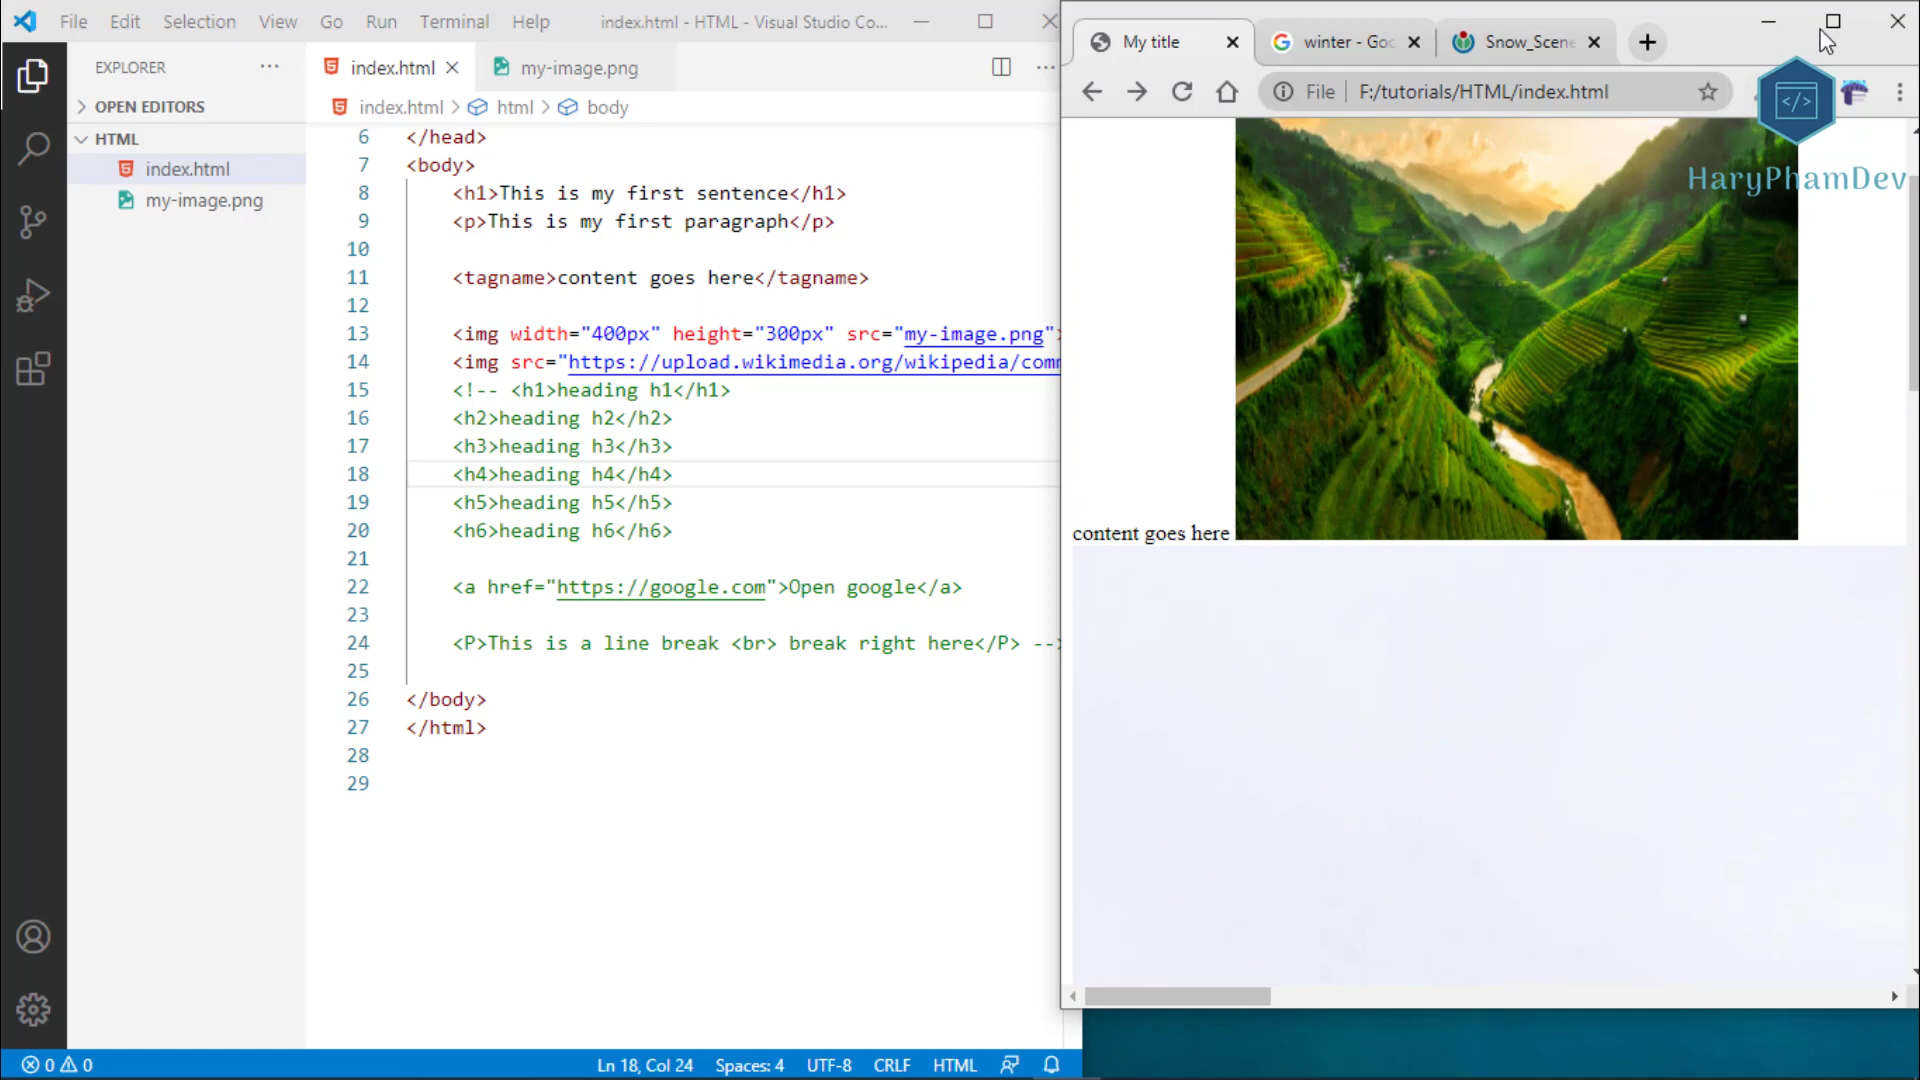 File Edit Selection View Go Run Terminal Help index.html - HTML - Visual Studio Co...
EXPLORER
OPEN EDITORS
HTML
index.html
my-image.png
index.html my-image.png
index.html > html > body
6 </head>
7 <body>
8 <h1>This is my first sentence</h1>
9 <p>This is my first paragraph</p>
10
11 <tagname>content goes here</tagname>
12
13 <img width="400px" height="300px" src="my-image.png">
14 <img src="https://upload.wikimedia.org/wikipedia/comm
15 <!-- <h1>heading h1</h1>
16 <h2>heading h2</h2>
17 <h3>heading h3</h3>
18 <h4>heading h4</h4>
19 <h5>heading h5</h5>
20 <h6>heading h6</h6>
21
22 <a href="https://google.com">Open google</a>
23
24 <P>This is a line break <br> break right here</P> -->
25
26 </body>
27 </html>
28
29
0 0 Ln 18, Col 24 Spaces: 4 UTF-8 CRLF HTML
My title winter - Goo Snow_Scene
File F:/tutorials/HTML/index.html
</>
HaryPhamDev
content goes here